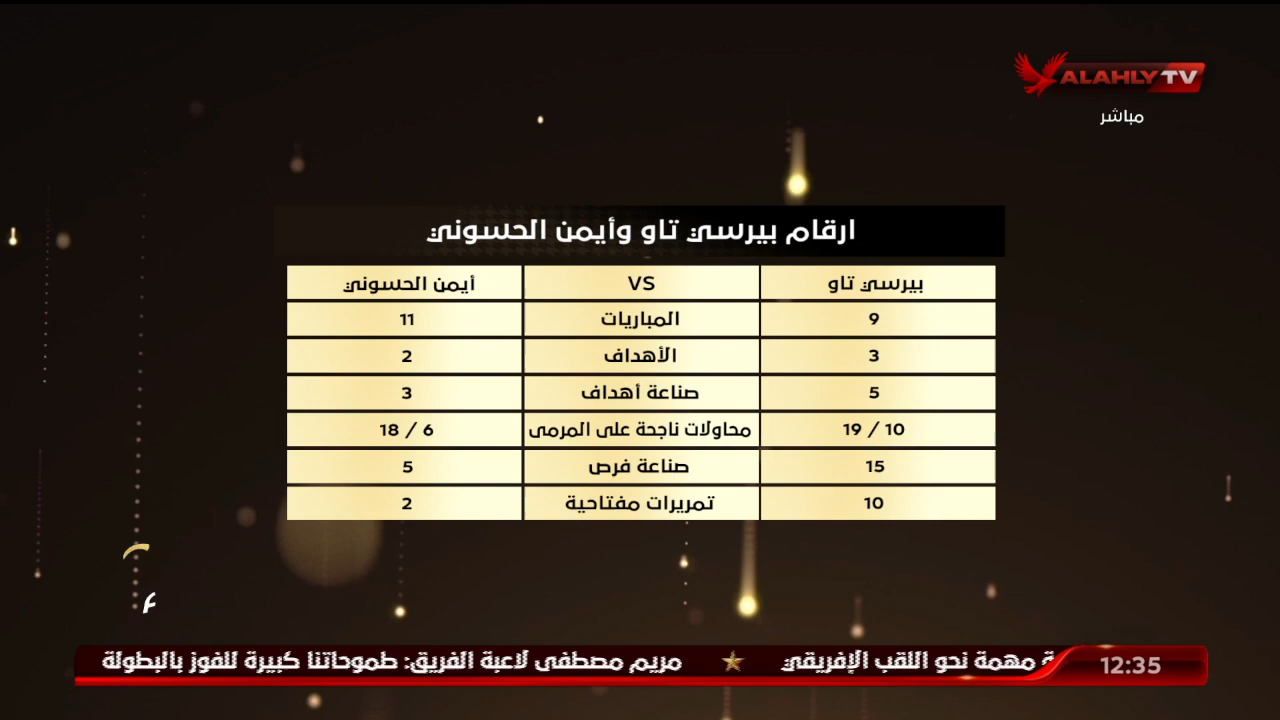 ALAHLY TV
مباشر
ارقام بيرسي تاو وأيمن الحسوني
بيرسي تاو VS أيمن الحسوني
9 المباريات 11
3 الأهداف 2
5 صناعة أهداف 3
19 / 10 محاولات ناجحة على المرمى 18 / 6
15 صناعة فرص 5
10 تمريرات مفتاحية 2
12:35 مهمة نحو اللقب الإفريقي مريم مصطفى لاعبة الفريق: طموحاتنا كبيرة للفوز بالبطولة